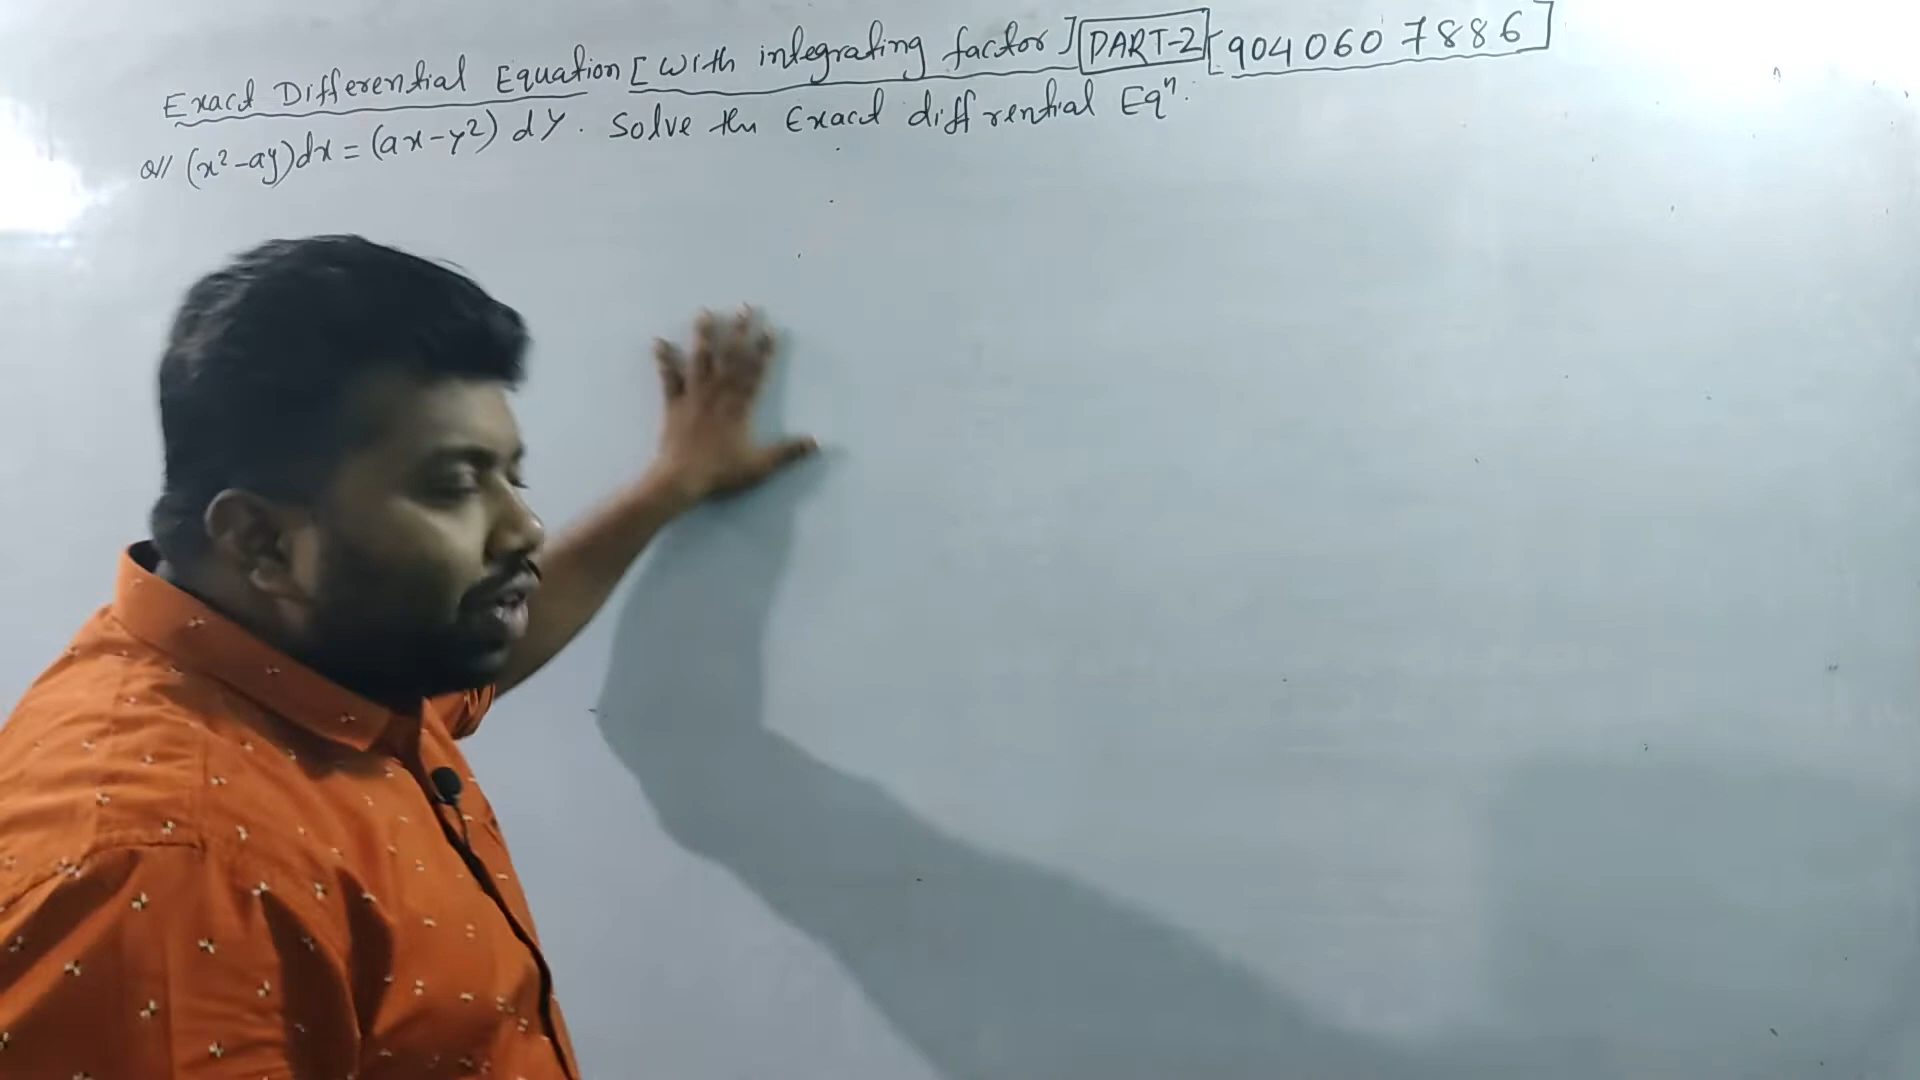 Exact Differential Equation [With integrating factor] PART-2 [9040607886]
Q// (x²-ay)dx = (ax-y²) dy. Solve the Exact diffrential Eqⁿ.